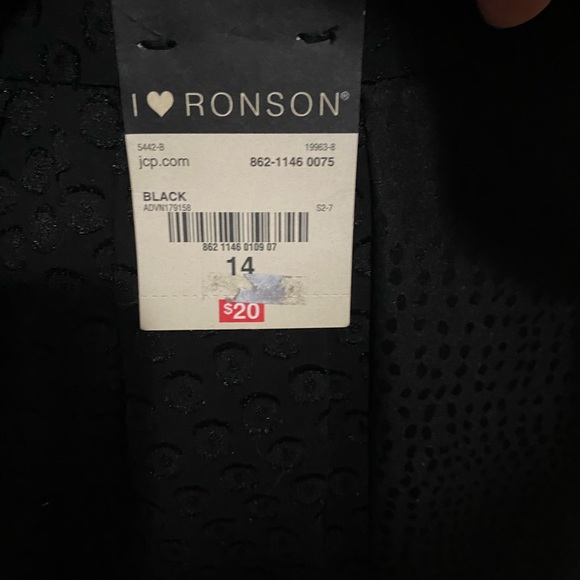 I ♥ RONSON®
5442-B 19963-8
jcp.com 862-1146 0075
BLACK
ADVN179158 S2-7
862 1146 0109 07
14
$20